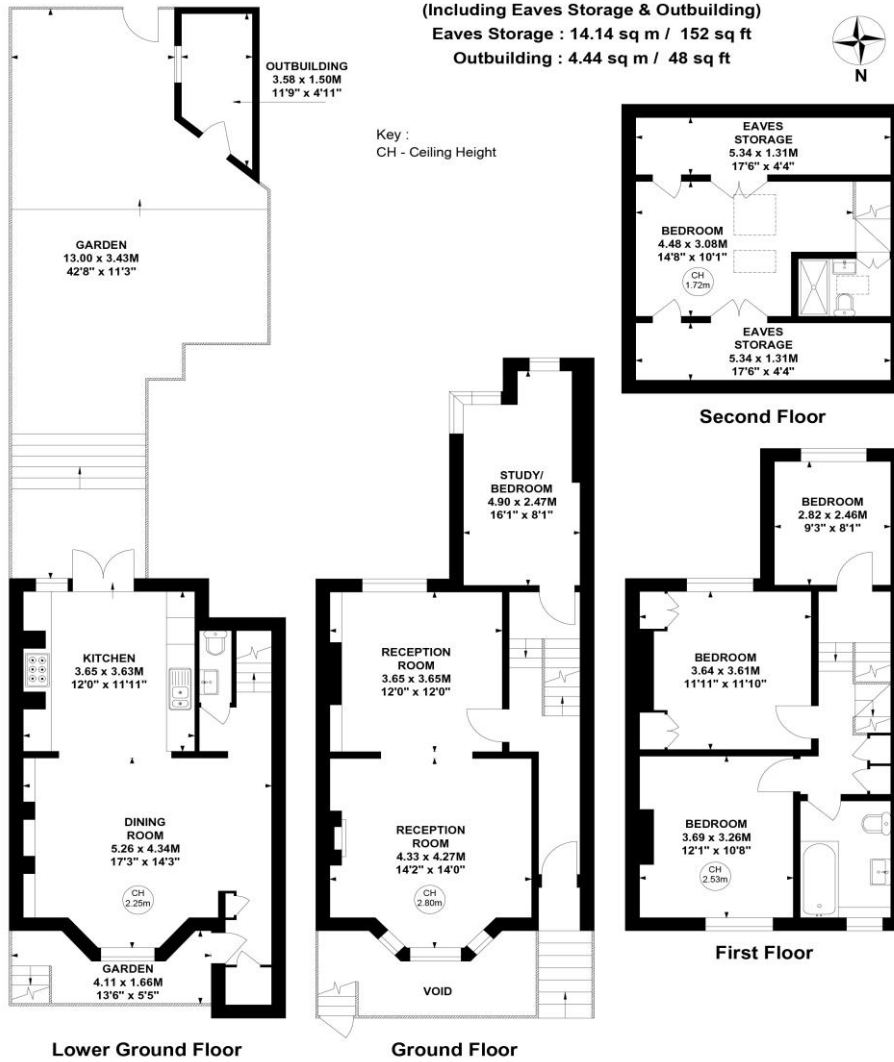 (Including Eaves Storage & Outbuilding)
Eaves Storage : 14.14 sq m / 152 sq ft
Outbuilding : 4.44 sq m / 48 sq ft
N
Key :
CH - Ceiling Height
OUTBUILDING
3.58 x 1.50M
11'9" x 4'11"
GARDEN
13.00 x 3.43M
42'8" x 11'3"
KITCHEN
3.65 x 3.63M
12'0" x 11'11"
DINING
ROOM
5.26 x 4.34M
17'3" x 14'3"
CH
2.25m
GARDEN
4.11 x 1.66M
13'6" x 5'5"
Lower Ground Floor
STUDY/
BEDROOM
4.90 x 2.47M
16'1" x 8'1"
RECEPTION
ROOM
3.65 x 3.65M
12'0" x 12'0"
RECEPTION
ROOM
4.33 x 4.27M
14'2" x 14'0"
CH
2.80m
VOID
Ground Floor
EAVES
STORAGE
5.34 x 1.31M
17'6" x 4'4"
BEDROOM
4.48 x 3.08M
14'8" x 10'1"
CH
1.72m
EAVES
STORAGE
5.34 x 1.31M
17'6" x 4'4"
Second Floor
BEDROOM
2.82 x 2.46M
9'3" x 8'1"
BEDROOM
3.64 x 3.61M
11'11" x 11'10"
BEDROOM
3.69 x 3.26M
12'1" x 10'8"
CH
2.53m
First Floor